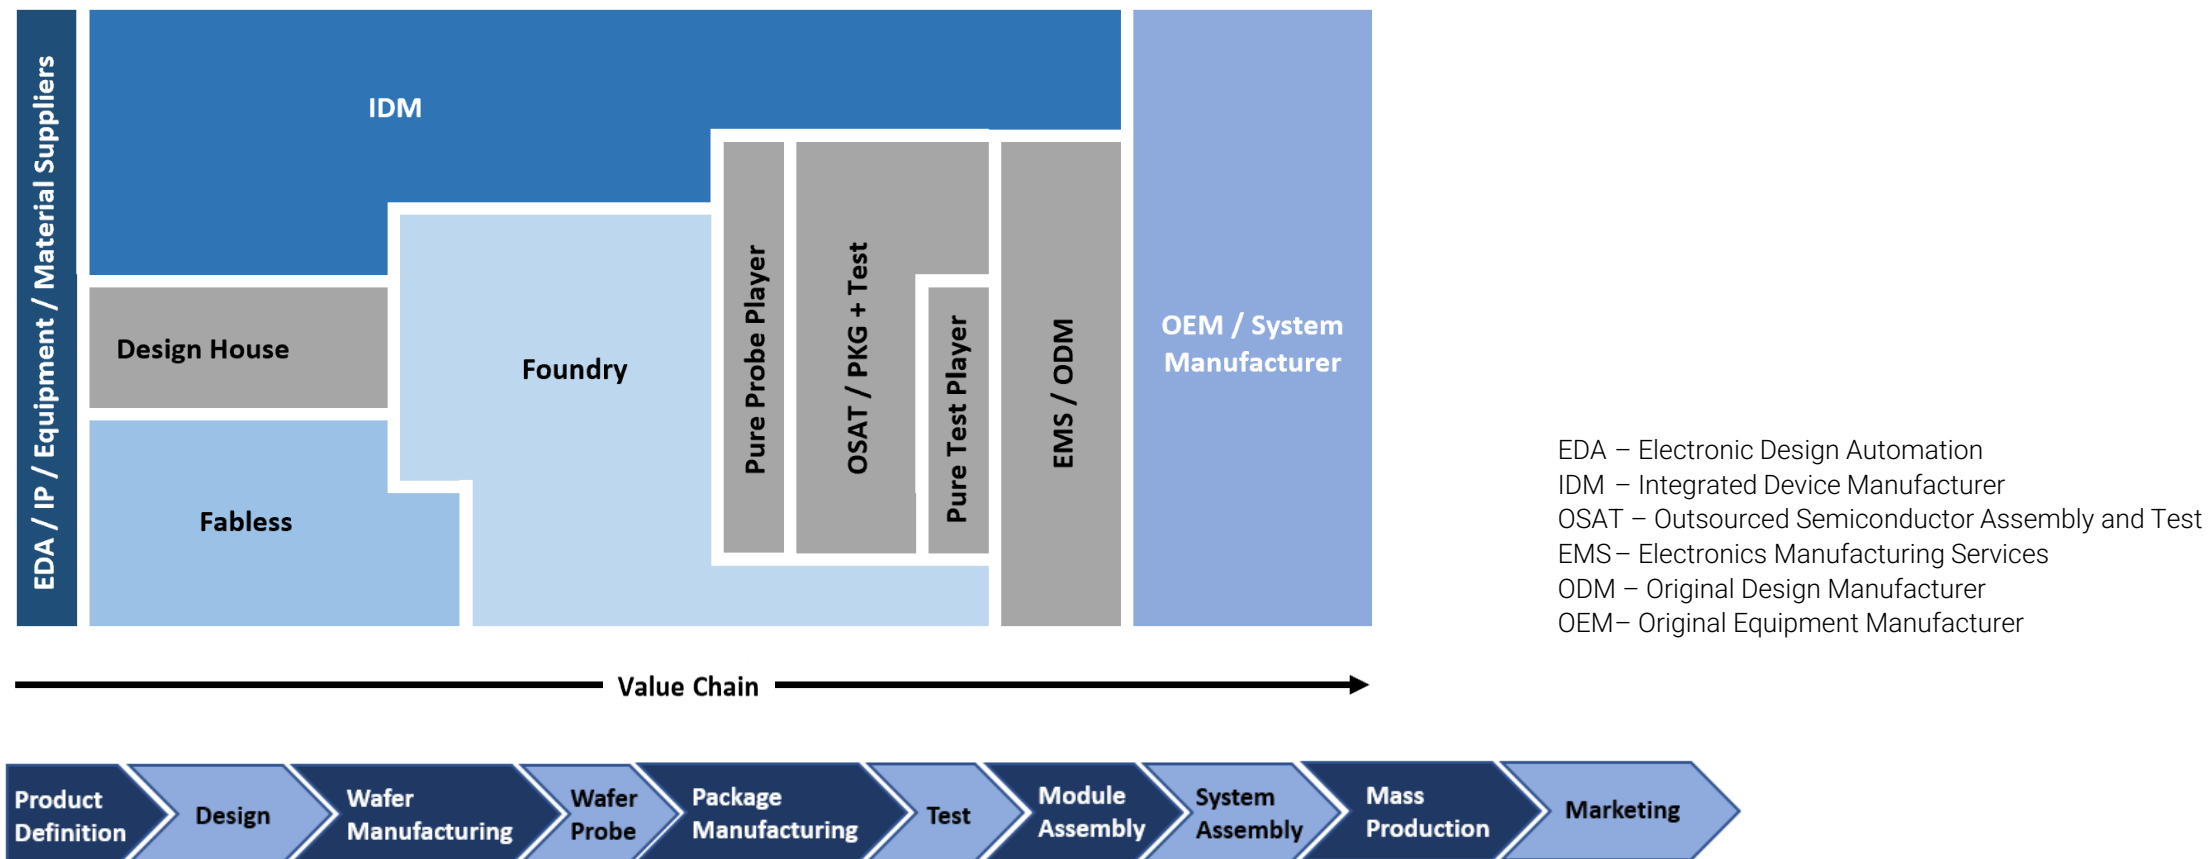 EDA / IP / Equipment / Material Suppliers
IDM
Design House
Fabless
Foundry
Pure Probe Player
OSAT / PKG + Test
Pure Test Player
EMS / ODM
OEM / System
Manufacturer
EDA – Electronic Design Automation
IDM – Integrated Device Manufacturer
OSAT – Outsourced Semiconductor Assembly and Test
EMS – Electronics Manufacturing Services
ODM – Original Design Manufacturer
OEM – Original Equipment Manufacturer
Value Chain
Product
Definition
Design
Wafer
Manufacturing
Wafer
Probe
Package
Manufacturing
Test
Module
Assembly
System
Assembly
Mass
Production
Marketing